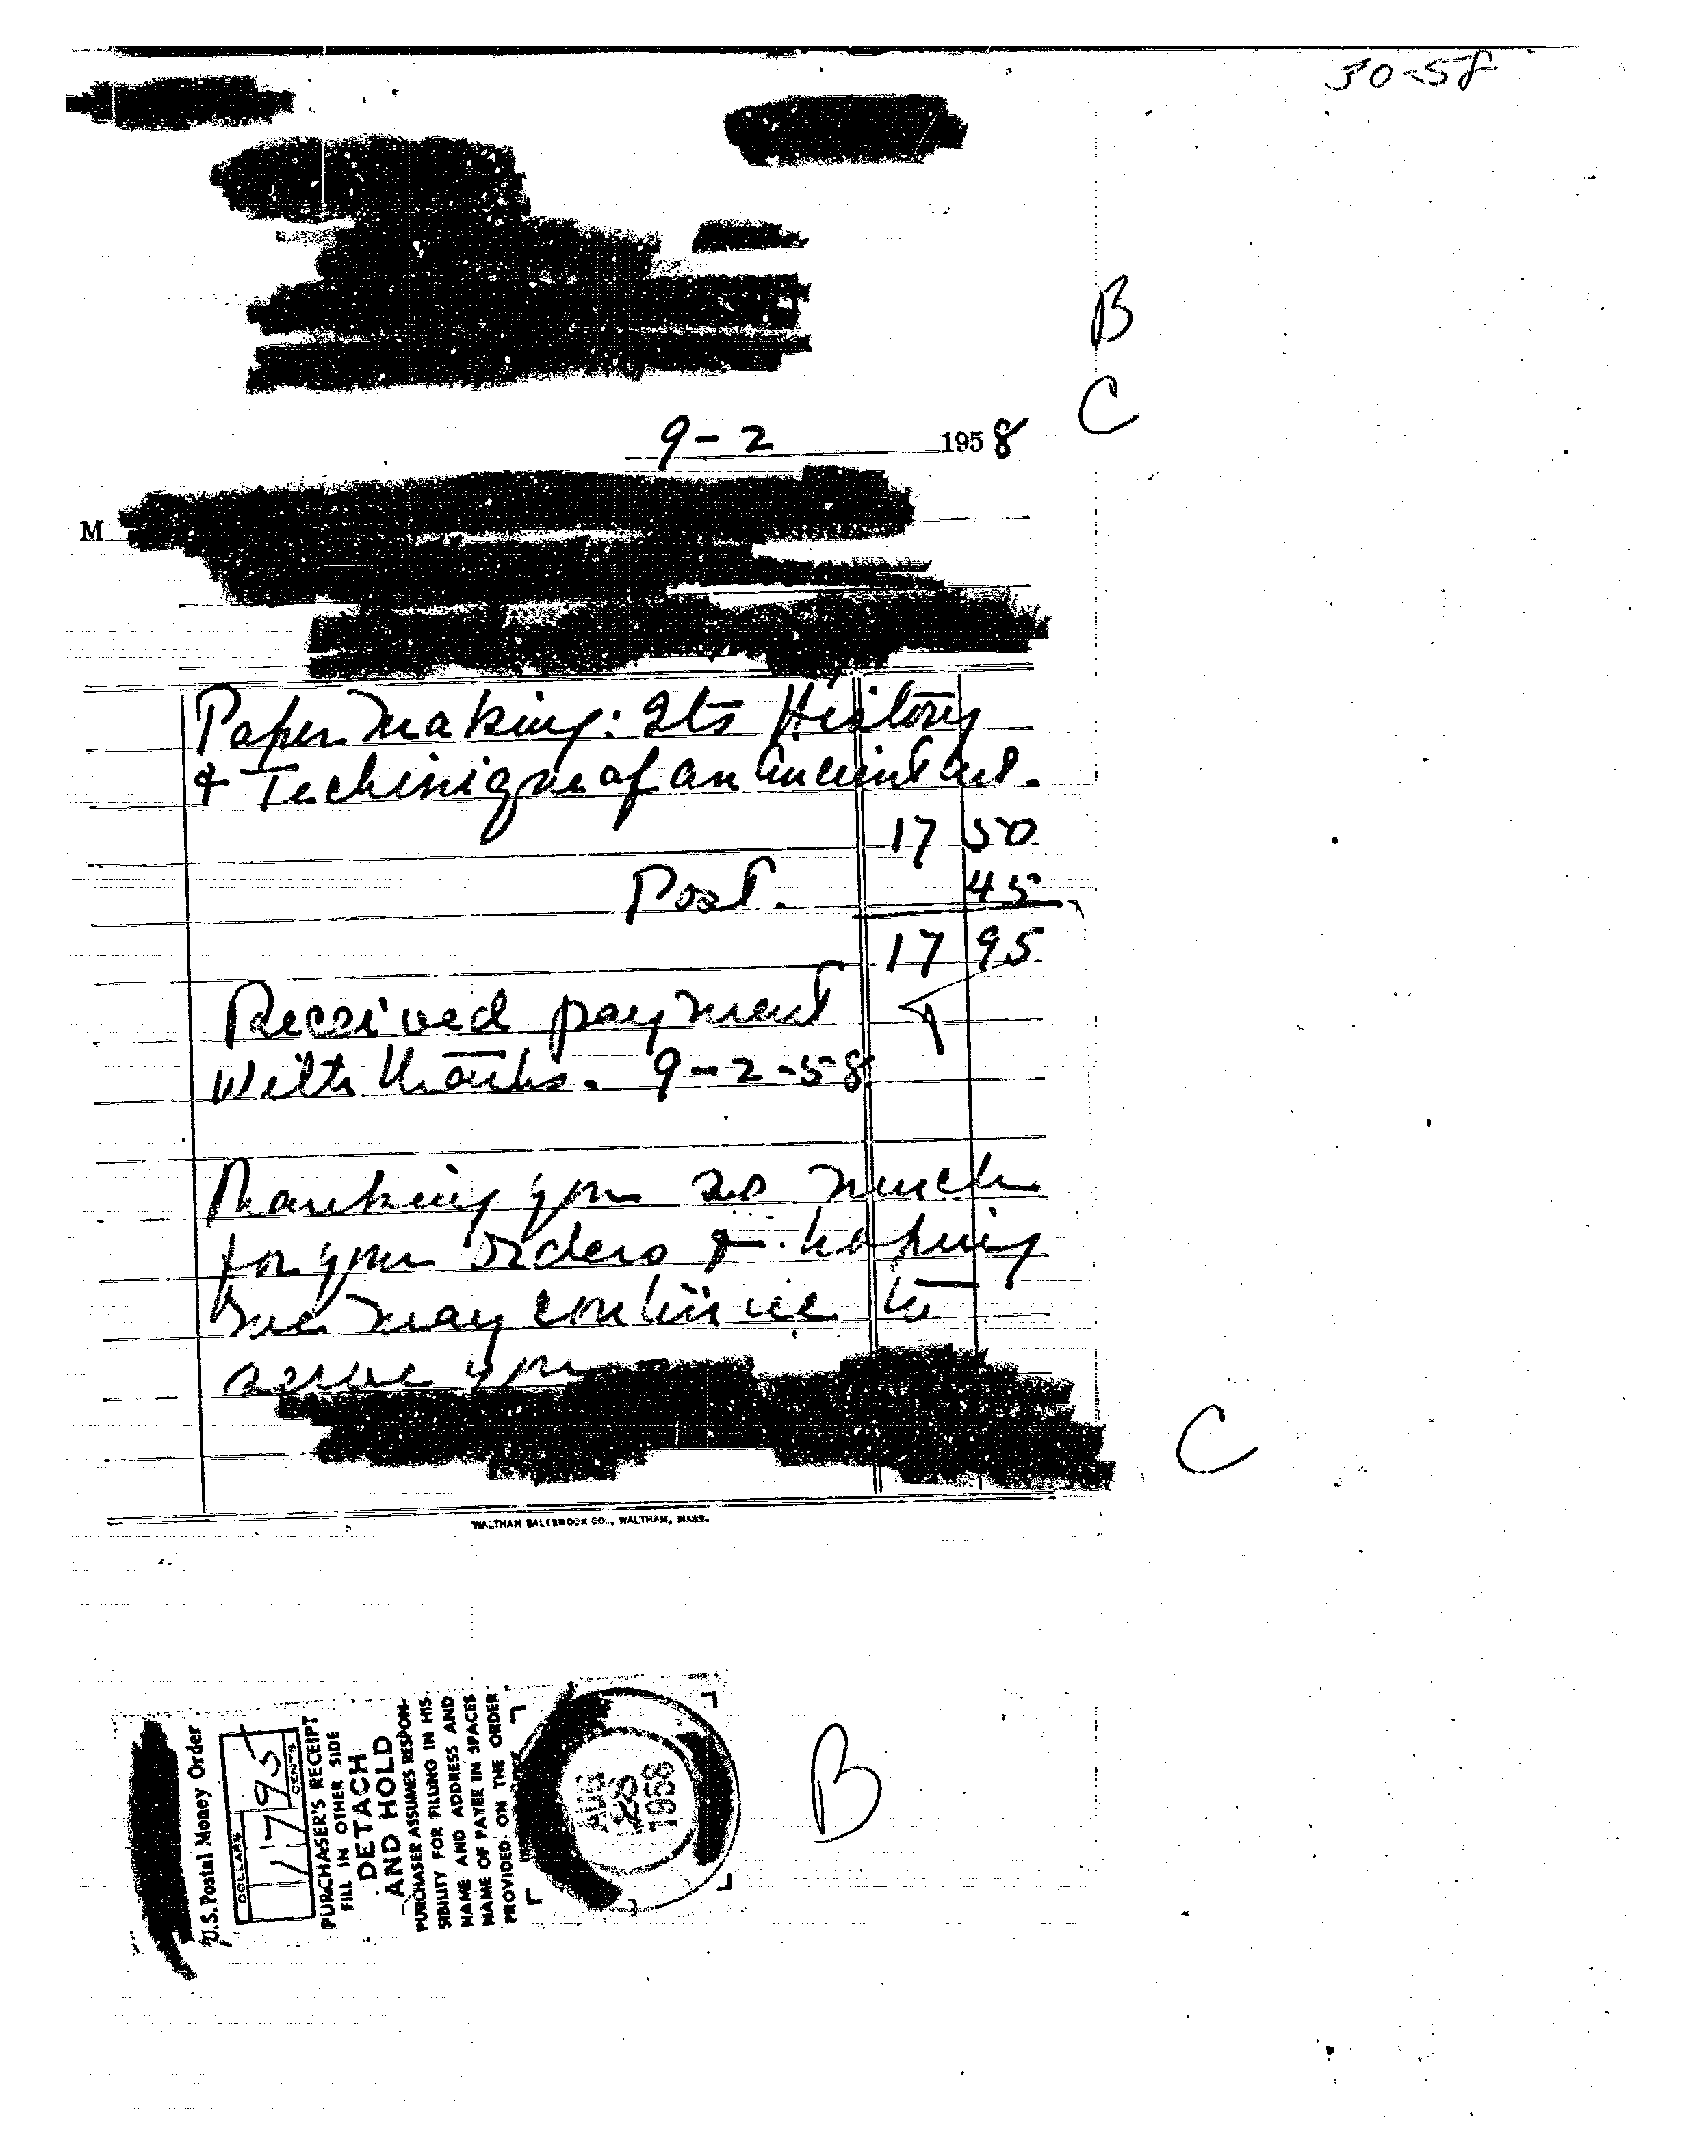 30-58
B
C
9-2 1958
M
Papermaking: Its History
& Techinique of an Ancient Art.
17 50
Post. 45
17 95
Received payment
With thanks. 9-2-58
Thanking you so much
for your orders & hoping
we may continue to
serve you
C
WALTHAM SALESBOOK CO., WALTHAM, MASS.
U.S. Postal Money Order
DOLLARS
CENTS
17 95
PURCHASER'S RECEIPT
FILL IN OTHER SIDE
DETACH
AND HOLD
PURCHASER ASSUMES RESPON-
SIBILITY FOR FILING IN HIS
NAME AND ADDRESS AND
NAME OF PAYEE IN SPACES
PROVIDED ON THE ORDER
AUG
28
1958
B